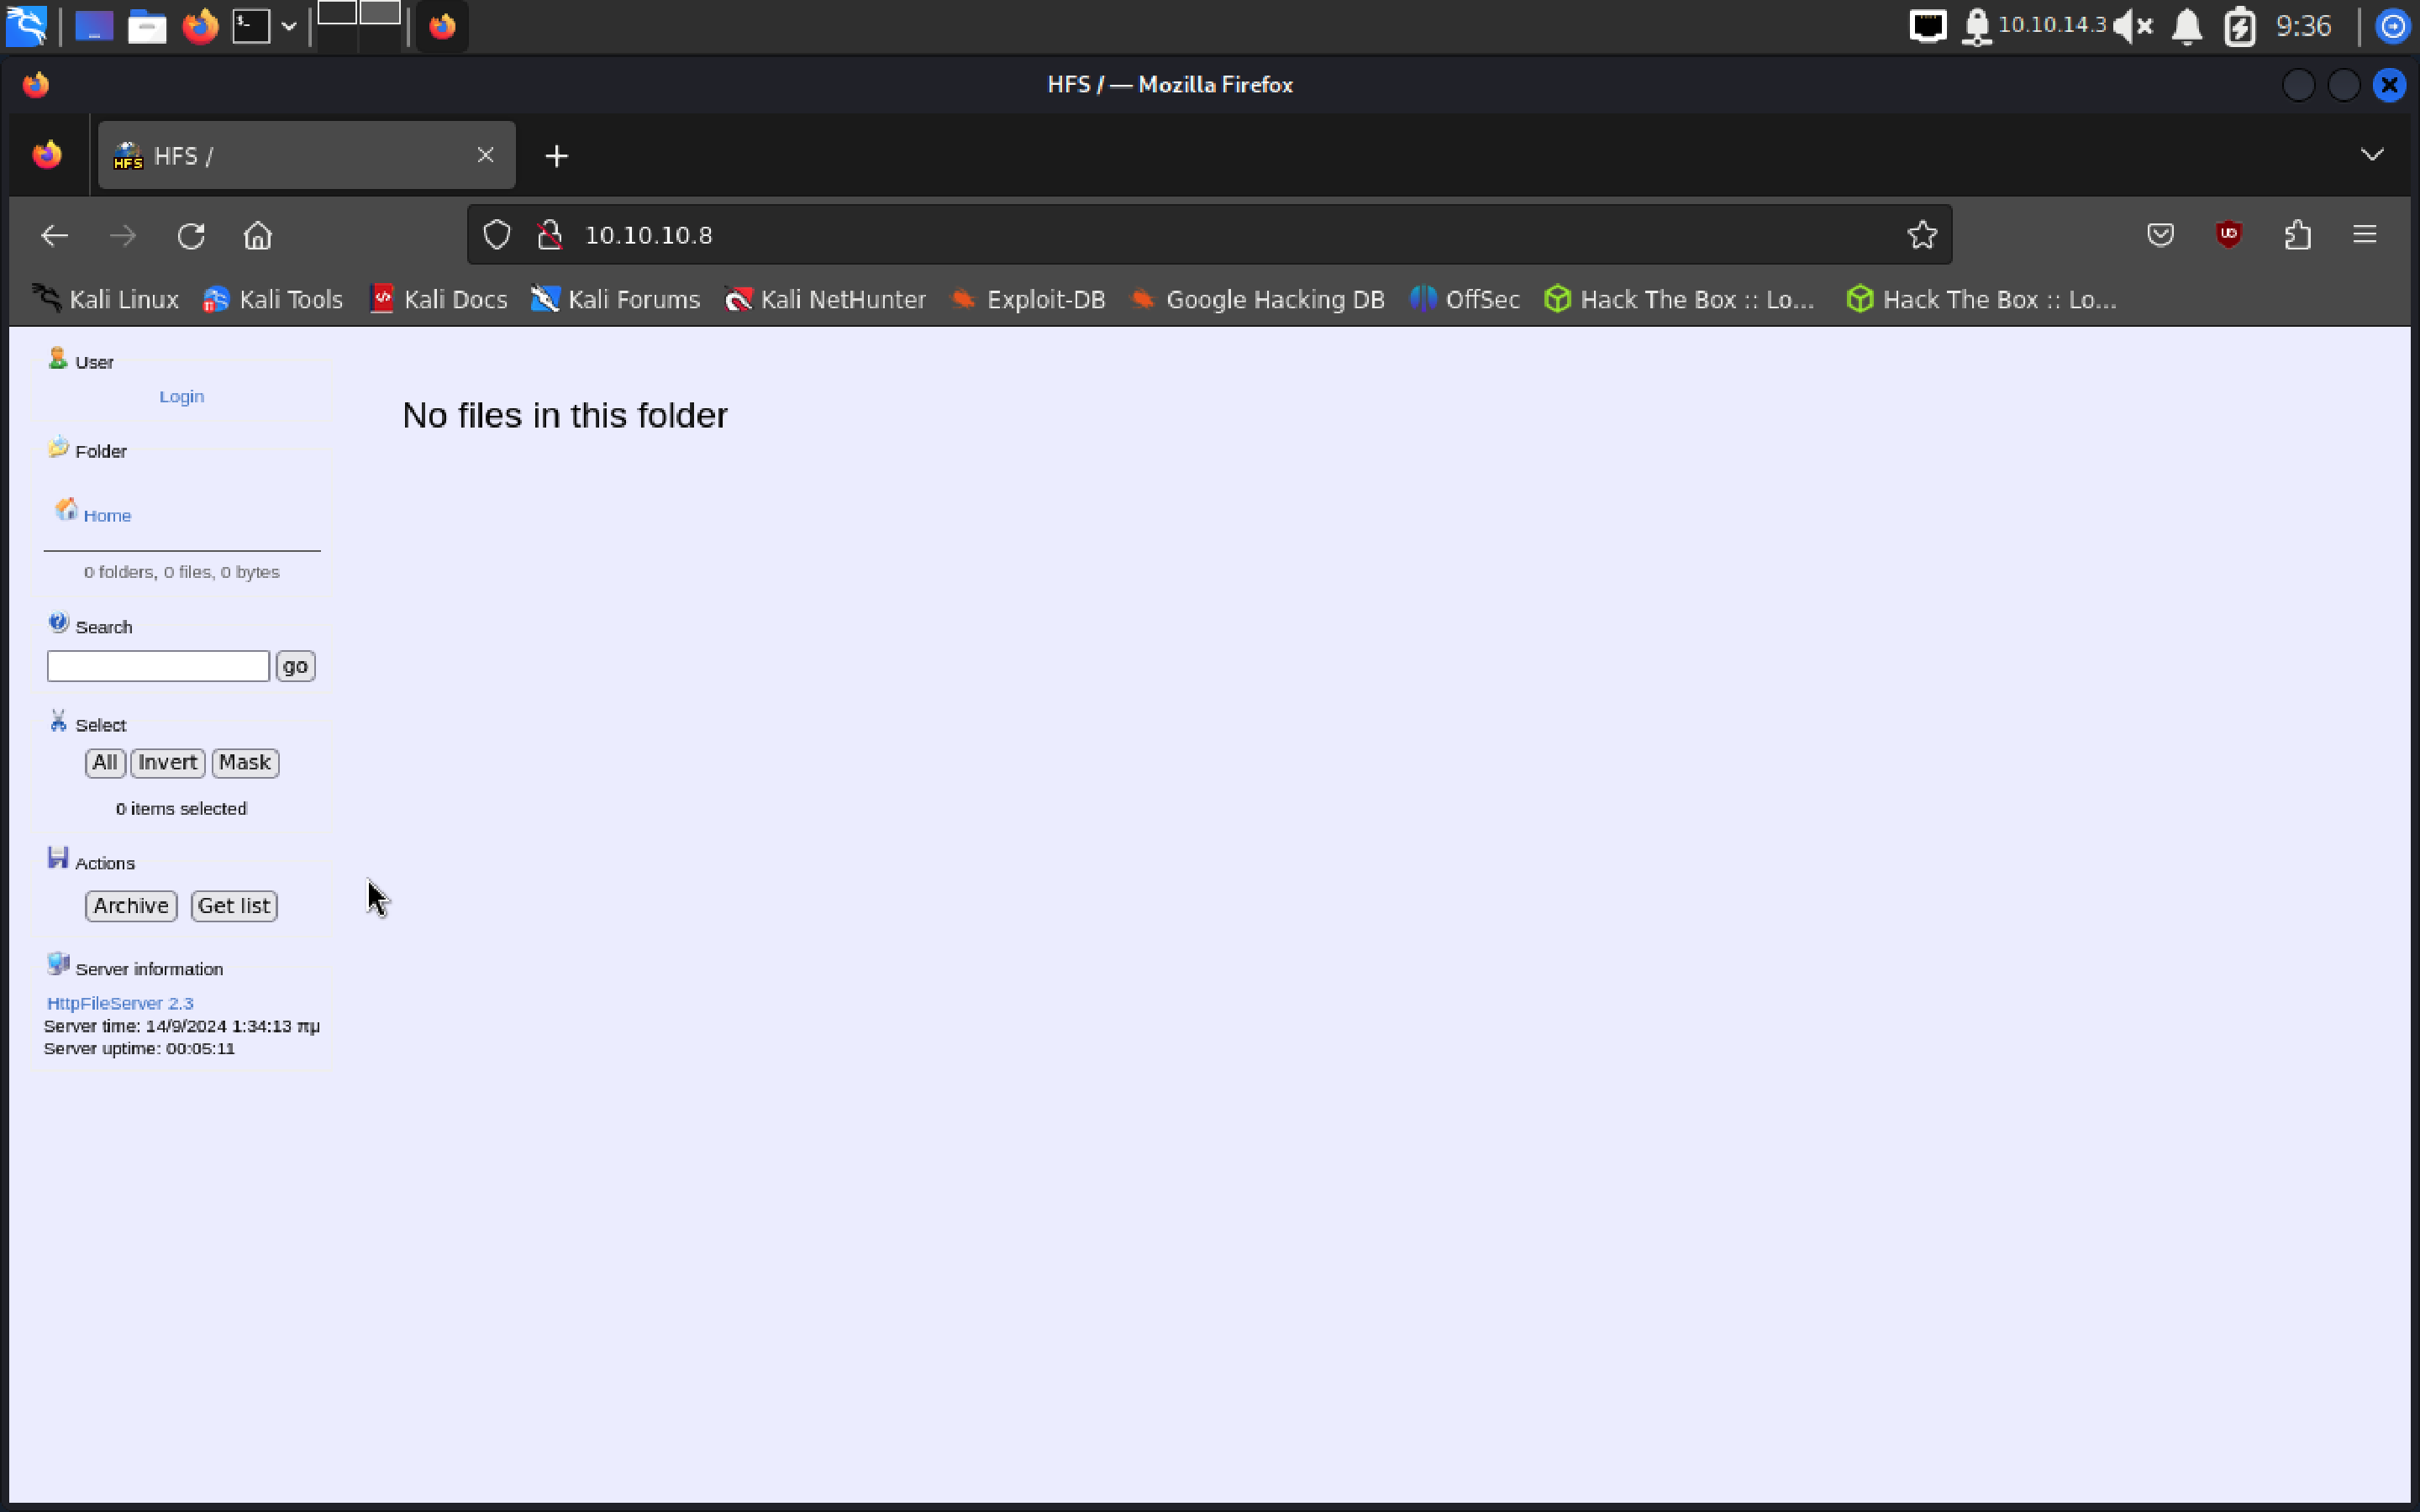 10.10.14.3 9:36
HFS / — Mozilla Firefox
HFS /
10.10.10.8
Kali Linux Kali Tools Kali Docs Kali Forums Kali NetHunter Exploit-DB Google Hacking DB OffSec Hack The Box :: Lo... Hack The Box :: Lo...
User
Login
No files in this folder
Folder
Home
0 folders, 0 files, 0 bytes
Search
go
Select
All Invert Mask
0 items selected
Actions
Archive Get list
Server information
HttpFileServer 2.3
Server time: 14/9/2024 1:34:13 πμ
Server uptime: 00:05:11